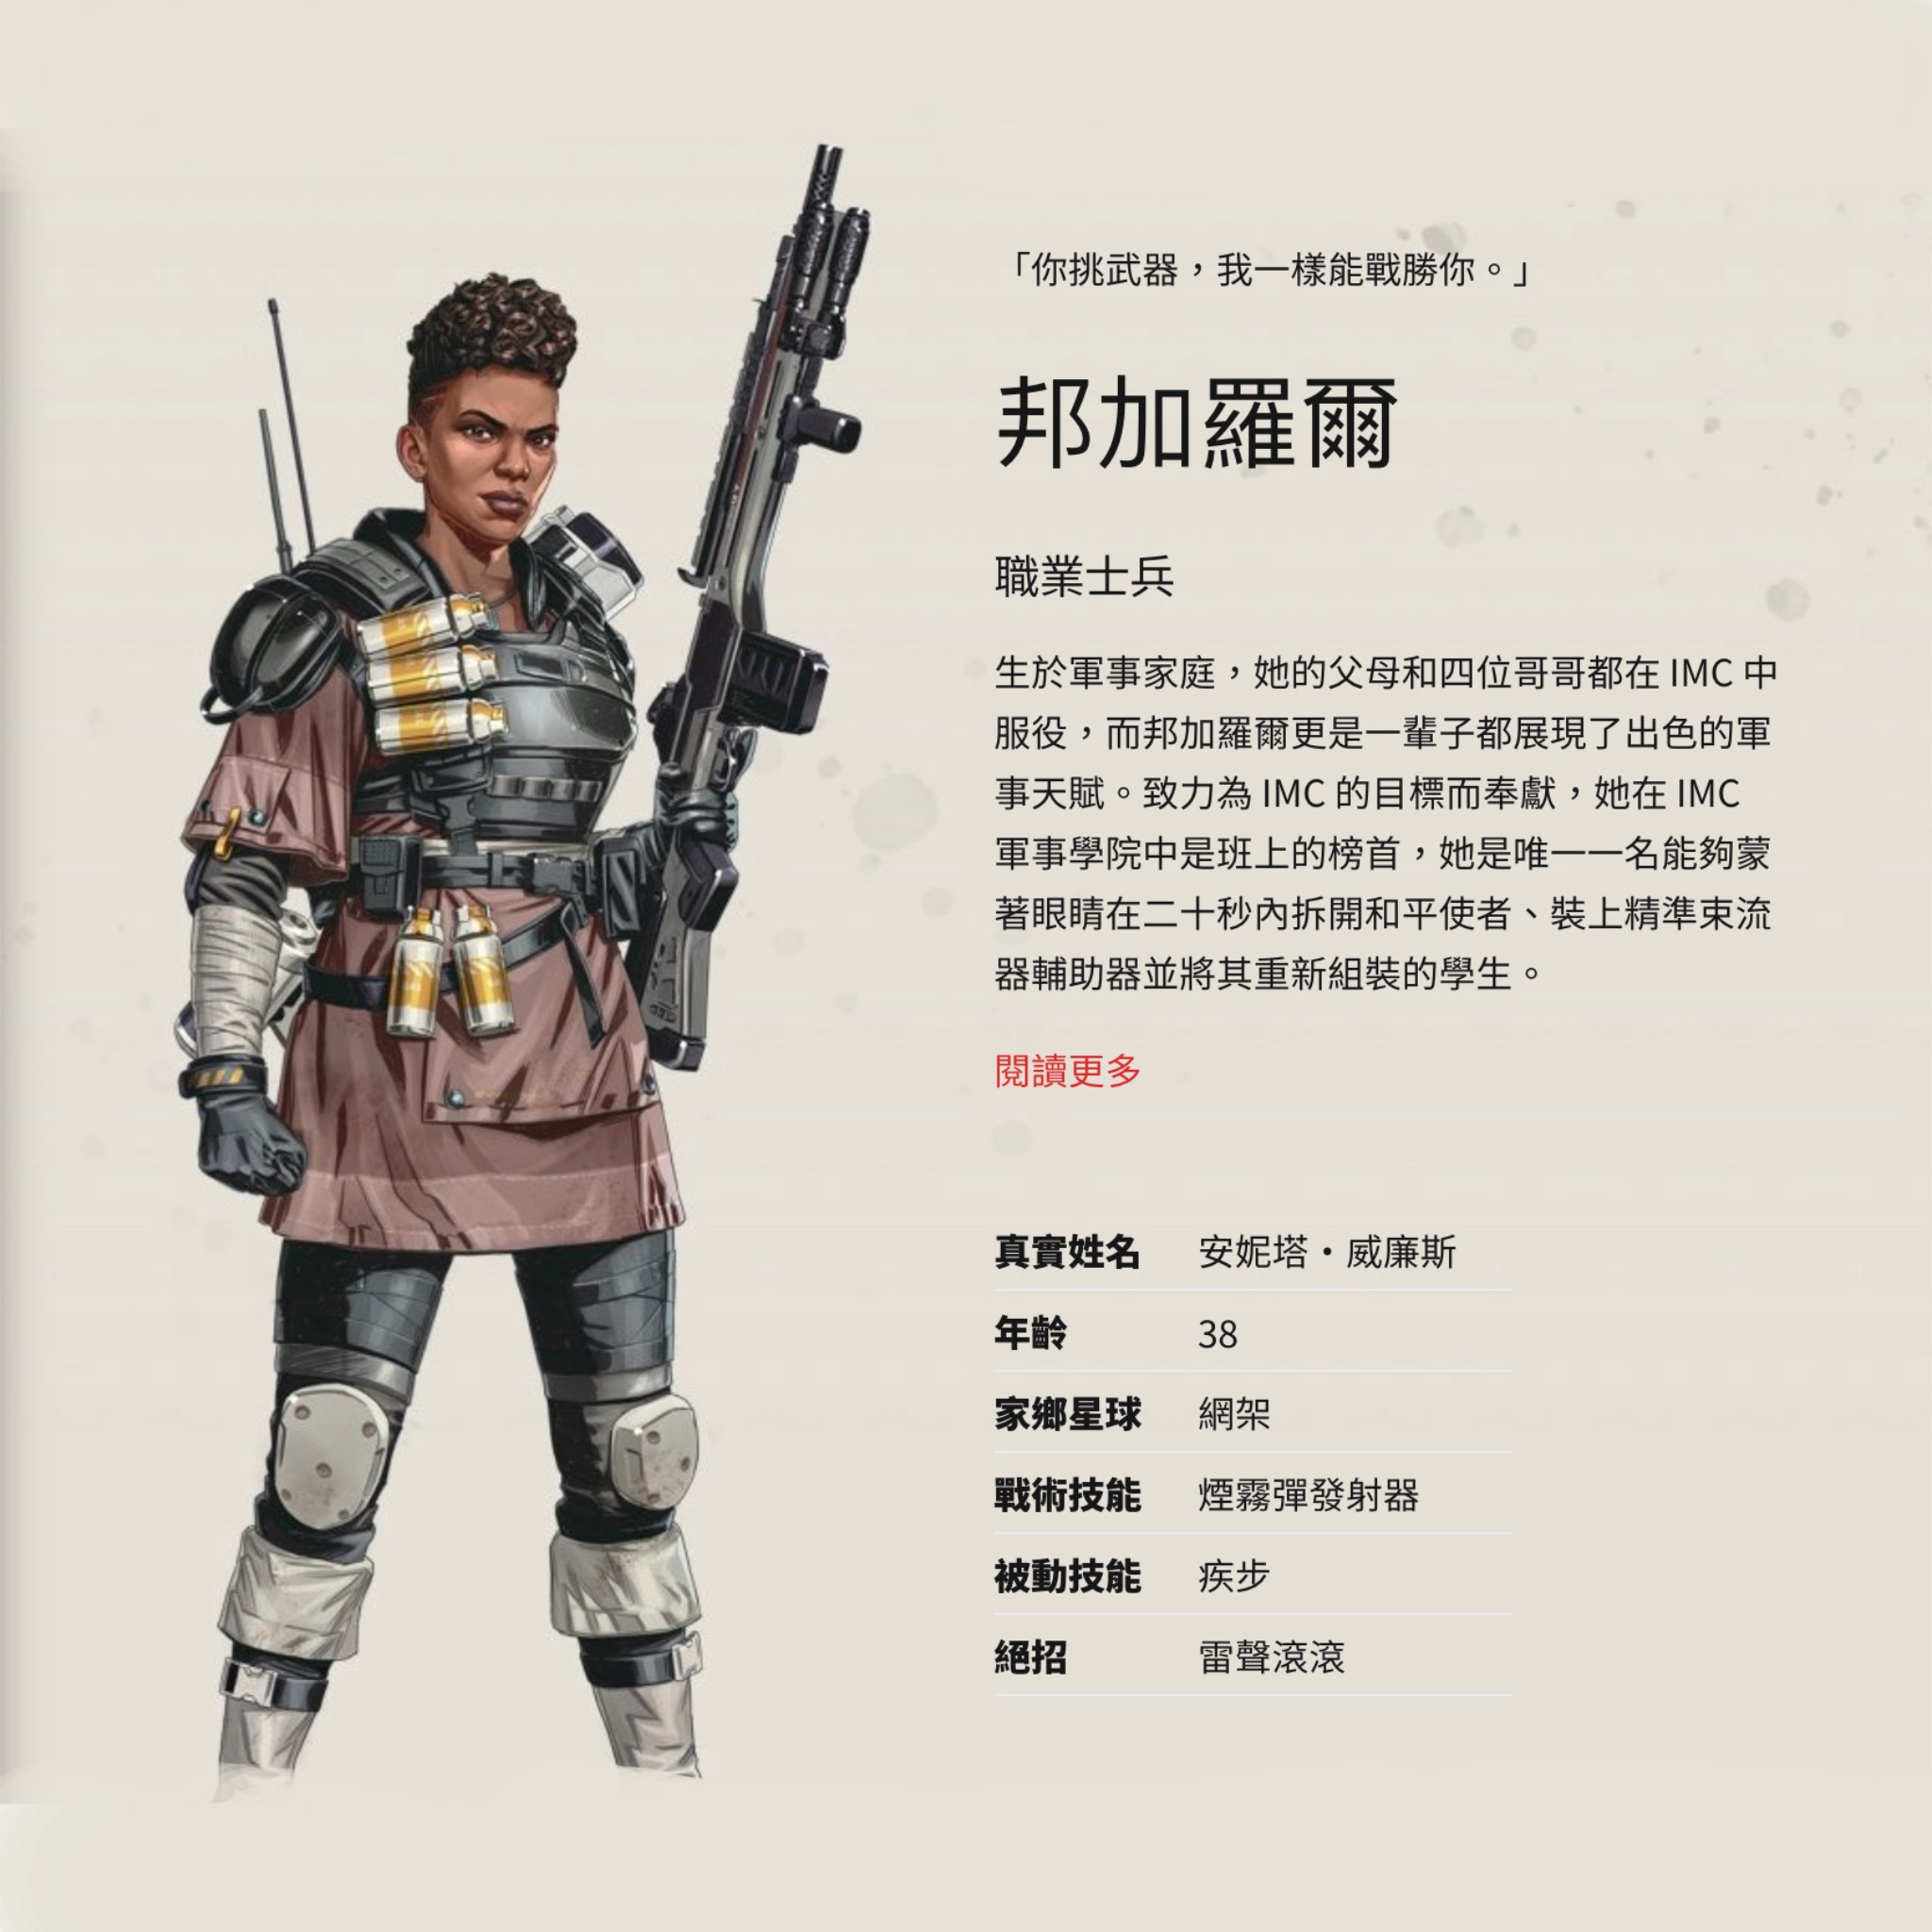 「你挑武器，我一樣能戰勝你。」
邦加羅爾
職業士兵
生於軍事家庭，她的父母和四位哥哥都在 IMC 中
服役，而邦加羅爾更是一輩子都展現了出色的軍
事天賦。致力為 IMC 的目標而奉獻，她在 IMC
軍事學院中是班上的榜首，她是唯一一名能夠蒙
著眼睛在二十秒內拆開和平使者、裝上精準束流
器輔助器並將其重新組裝的學生。
閱讀更多
真實姓名 安妮塔・威廉斯
年齡 38
家鄉星球 網架
戰術技能 煙霧彈發射器
被動技能 疾步
絕招 雷聲滾滾